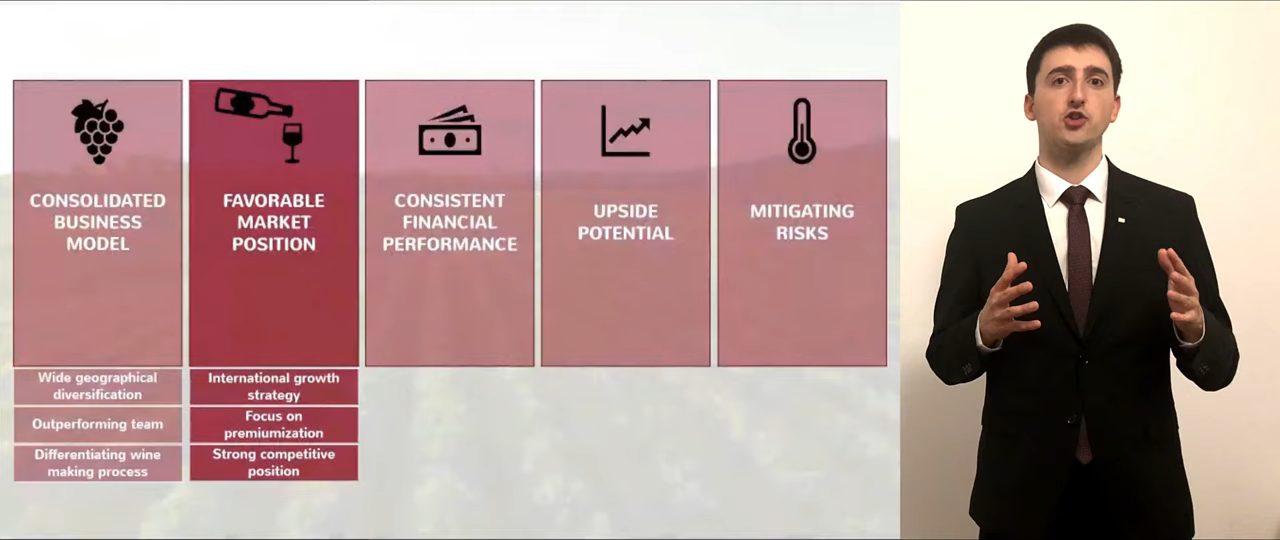 CONSOLIDATED
BUSINESS
MODEL
Wide geographical
diversification
Outperforming team
Differentiating wine
making process
FAVORABLE
MARKET
POSITION
International growth
strategy
Focus on
premiumization
Strong competitive
position
CONSISTENT
FINANCIAL
PERFORMANCE
UPSIDE
POTENTIAL
MITIGATING
RISKS